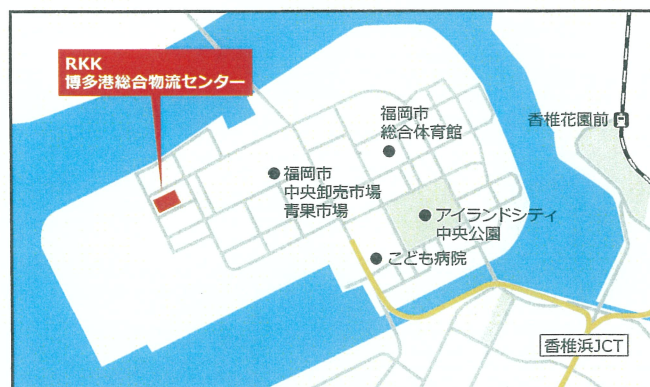 RKK
博多港総合物流センター
福岡市
総合体育館
香椎花園前
福岡市
中央卸売市場
青果市場
アイランドシティ
中央公園
こども病院
香椎浜JCT